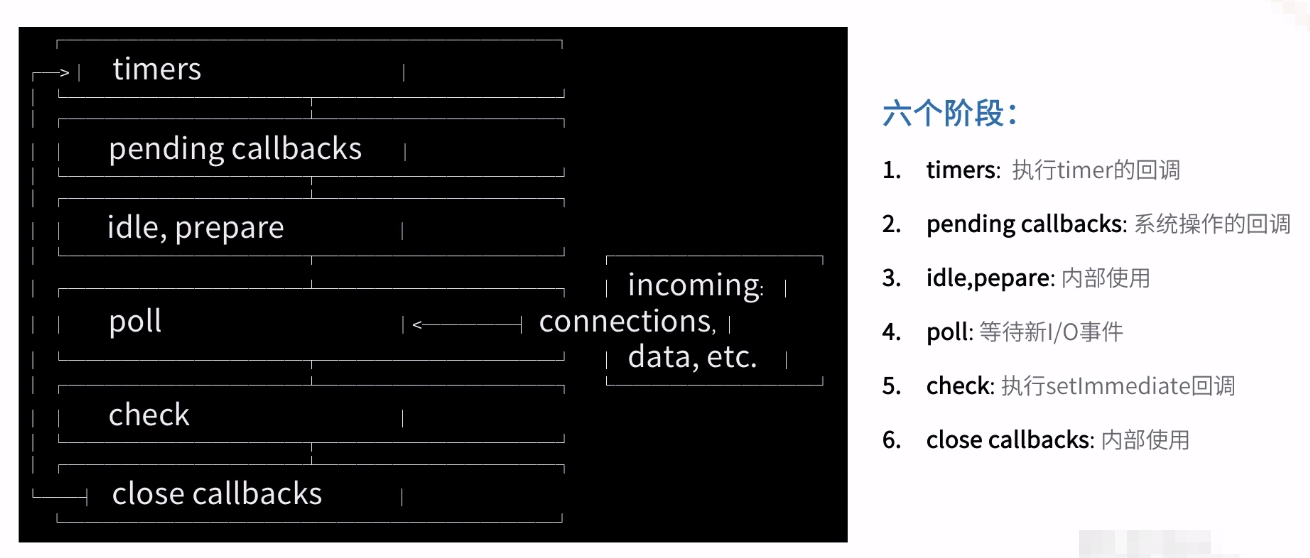 timers
pending callbacks
idle, prepare
poll
check
close callbacks
incoming:
connections,
data, etc.
六个阶段：
1. timers: 执行timer的回调
2. pending callbacks: 系统操作的回调
3. idle,pepare: 内部使用
4. poll: 等待新I/O事件
5. check: 执行setImmediate回调
6. close callbacks: 内部使用